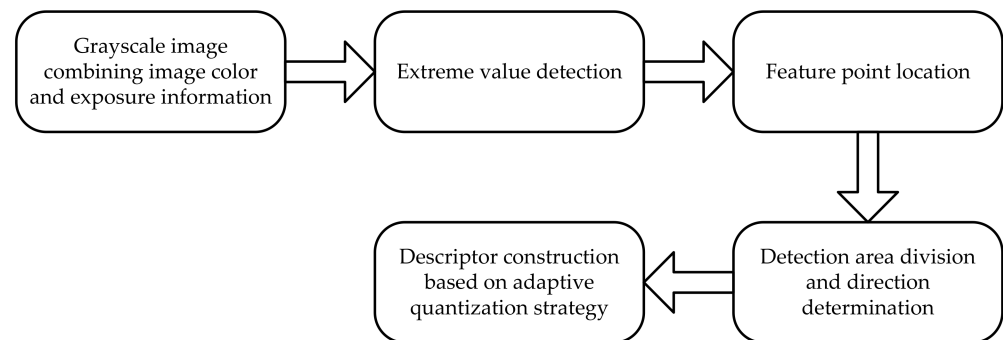 Grayscale image
combining image color
and exposure information
Extreme value detection
Feature point location
Detection area division
and direction
determination
Descriptor construction
based on adaptive
quantization strategy